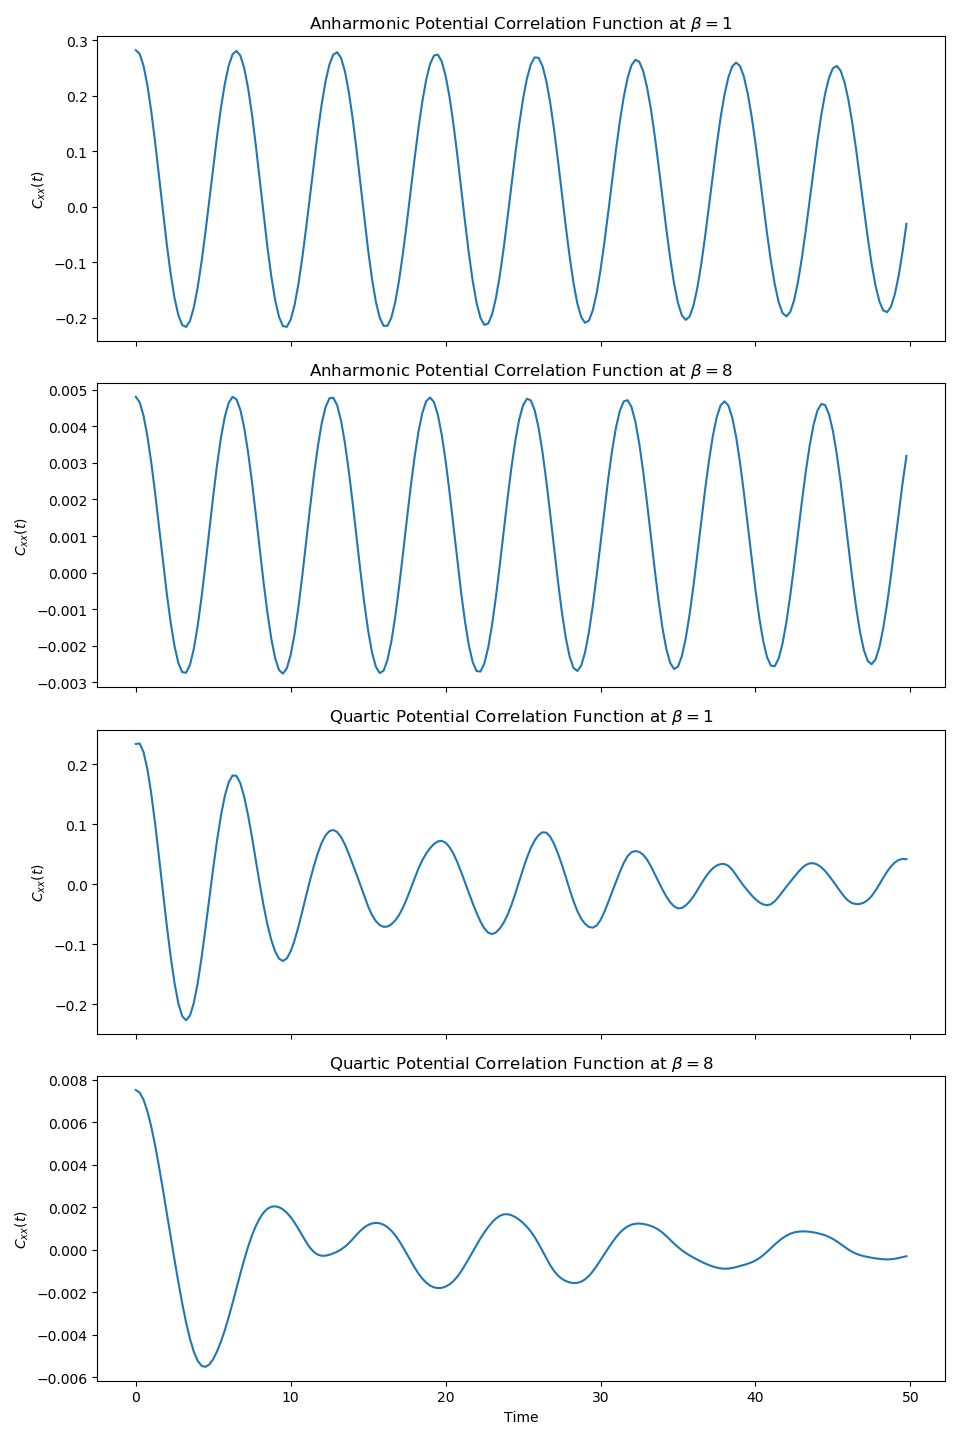 Anharmonic Potential Correlation Function at β = 1
0.3
0.2
0.1
0.0
−0.1
−0.2
C_xx(t)
Anharmonic Potential Correlation Function at β = 8
0.005
0.004
0.003
0.002
0.001
0.000
−0.001
−0.002
−0.003
C_xx(t)
Quartic Potential Correlation Function at β = 1
0.2
0.1
0.0
−0.1
−0.2
C_xx(t)
Quartic Potential Correlation Function at β = 8
0.008
0.006
0.004
0.002
0.000
−0.002
−0.004
−0.006
C_xx(t)
0 10 20 30 40 50
Time